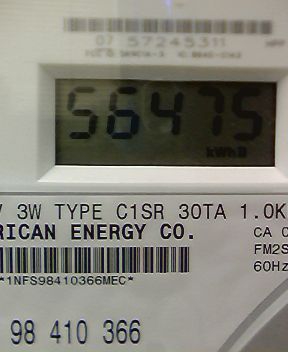 07 57245311
56475
kWh
V 3W TYPE C1SR 30TA 1.0K
RICAN ENERGY CO.
CA 0
FM2S
60Hz
*1NFS98410366MEC*
98 410 366